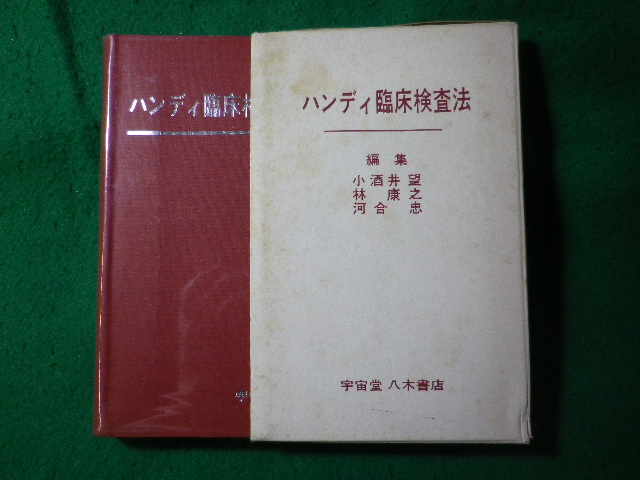 ハンディ臨床検
ハンディ臨床検査法
編集
小酒井望
林康之
河合忠
宇宙堂 八木書店